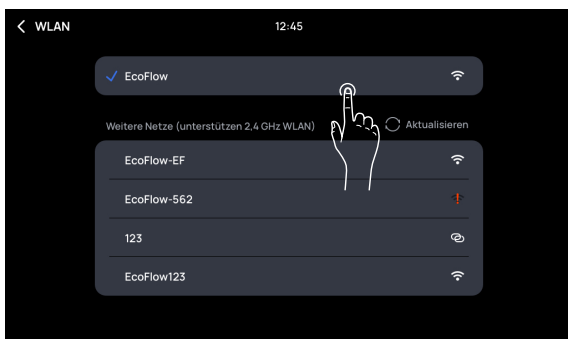 WLAN
12:45
EcoFlow
Weitere Netze (unterstützen 2,4 GHz WLAN)
Aktualisieren
EcoFlow-EF
EcoFlow-562
123
EcoFlow123